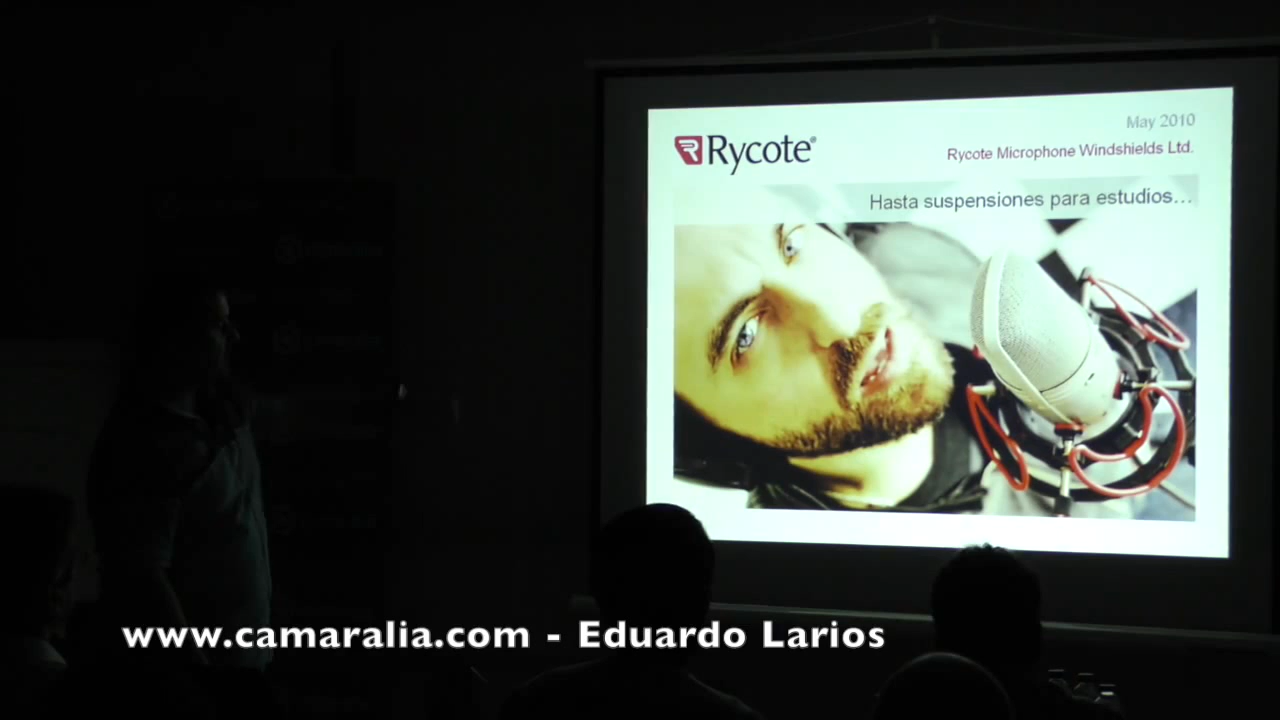 May 2010
Rycote®
Rycote Microphone Windshields Ltd.
Hasta suspensiones para estudios...
www.camaralia.com - Eduardo Larios